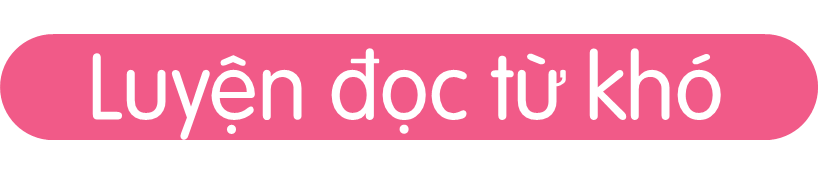 Luyện đọc từ khó